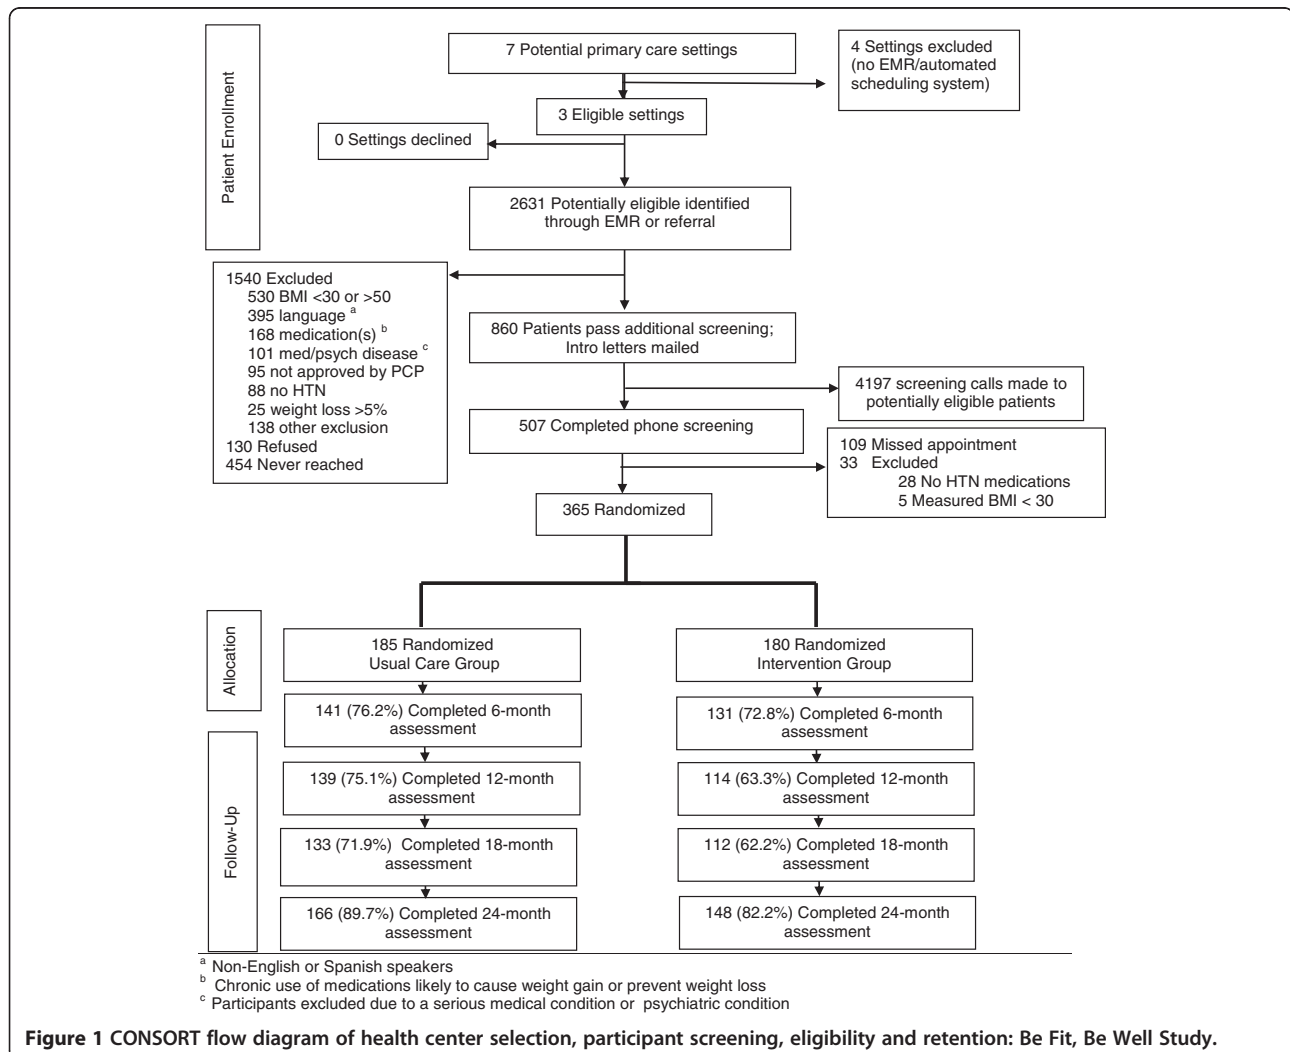 Patient Enrollment
7 Potential primary care settings
4 Settings excluded
(no EMR/automated
scheduling system)
3 Eligible settings
0 Settings declined
2631 Potentially eligible identified
through EMR or referral
1540 Excluded
530 BMI <30 or >50
395 language a
168 medication(s) b
101 med/psych disease c
95 not approved by PCP
88 no HTN
25 weight loss >5%
138 other exclusion
130 Refused
454 Never reached
860 Patients pass additional screening;
Intro letters mailed
4197 screening calls made to
potentially eligible patients
507 Completed phone screening
109 Missed appointment
33 Excluded
28 No HTN medications
5 Measured BMI < 30
365 Randomized
Allocation
185 Randomized
Usual Care Group
180 Randomized
Intervention Group
141 (76.2%) Completed 6-month
assessment
131 (72.8%) Completed 6-month
assessment
Follow-Up
139 (75.1%) Completed 12-month
assessment
114 (63.3%) Completed 12-month
assessment
133 (71.9%) Completed 18-month
assessment
112 (62.2%) Completed 18-month
assessment
166 (89.7%) Completed 24-month
assessment
148 (82.2%) Completed 24-month
assessment
a Non-English or Spanish speakers
b Chronic use of medications likely to cause weight gain or prevent weight loss
c Participants excluded due to a serious medical condition or psychiatric condition
Figure 1 CONSORT flow diagram of health center selection, participant screening, eligibility and retention: Be Fit, Be Well Study.